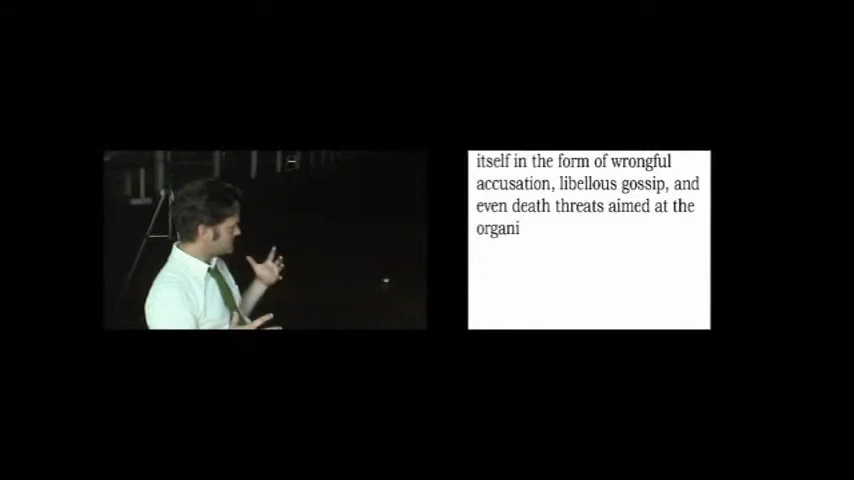 itself in the form of wrongful
accusation, libellous gossip, and
even death threats aimed at the
organi